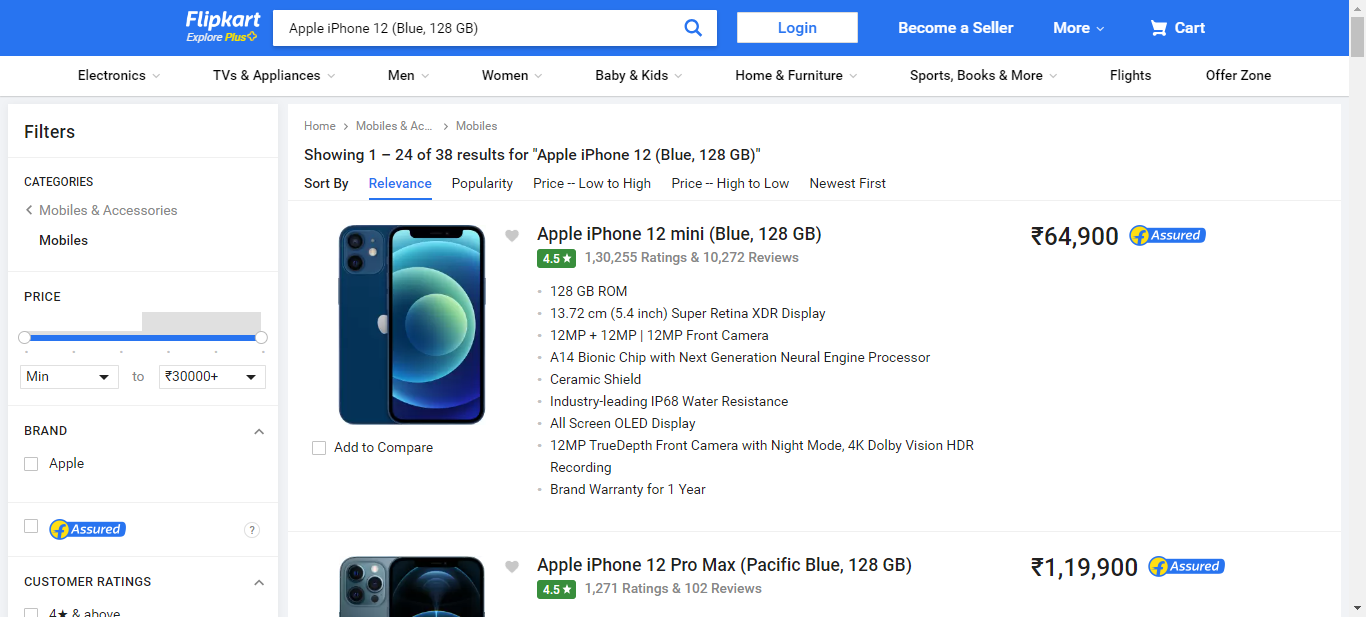 Flipkart
Explore Plus
Apple iPhone 12 (Blue, 128 GB)
Login
Become a Seller
More
Cart
Electronics
TVs & Appliances
Men
Women
Baby & Kids
Home & Furniture
Sports, Books & More
Flights
Offer Zone
Filters
CATEGORIES
Mobiles & Accessories
Mobiles
PRICE
Min to ₹30000+
BRAND
Apple
Assured
?
CUSTOMER RATINGS
4★ & above
Home > Mobiles & Ac... > Mobiles
Showing 1 – 24 of 38 results for "Apple iPhone 12 (Blue, 128 GB)"
Sort By Relevance Popularity Price -- Low to High Price -- High to Low Newest First
Apple iPhone 12 mini (Blue, 128 GB)
4.5★ 1,30,255 Ratings & 10,272 Reviews
128 GB ROM
13.72 cm (5.4 inch) Super Retina XDR Display
12MP + 12MP | 12MP Front Camera
A14 Bionic Chip with Next Generation Neural Engine Processor
Ceramic Shield
Industry-leading IP68 Water Resistance
All Screen OLED Display
12MP TrueDepth Front Camera with Night Mode, 4K Dolby Vision HDR
Recording
Brand Warranty for 1 Year
₹64,900 Assured
Add to Compare
Apple iPhone 12 Pro Max (Pacific Blue, 128 GB)
4.5★ 1,271 Ratings & 102 Reviews
₹1,19,900 Assured